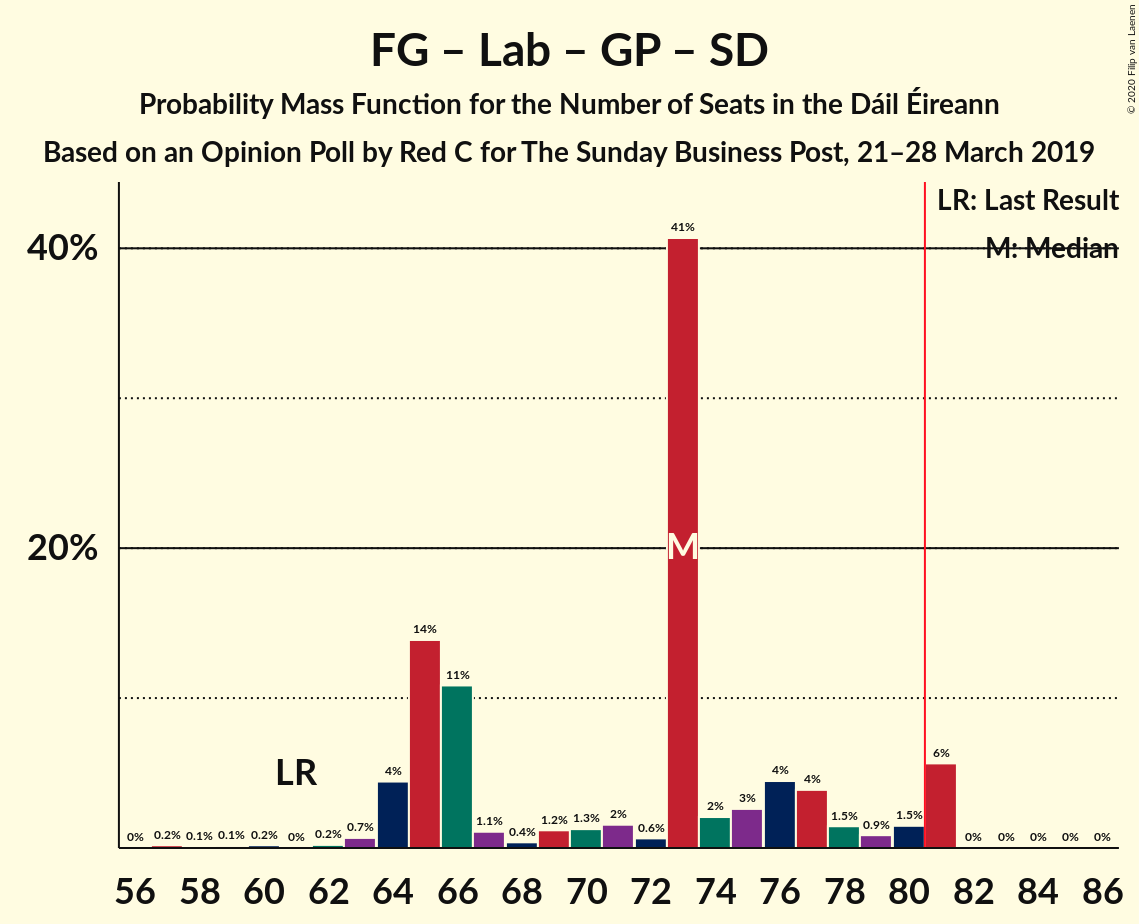 FG – Lab – GP – SD
Probability Mass Function for the Number of Seats in the Dáil Éireann
Based on an Opinion Poll by Red C for The Sunday Business Post, 21–28 March 2019
© 2020 Filip van Laenen
LR: Last Result
M: Median
40%
20%
0% 0.2% 0.1% 0.1% 0.2% 0% 0.2% 0.7% 4% 14% 11% 1.1% 0.4% 1.2% 1.3% 2% 0.6% 41% 2% 3% 4% 4% 1.5% 0.9% 1.5% 6% 0% 0% 0% 0% 0%
LR
M
56 58 60 62 64 66 68 70 72 74 76 78 80 82 84 86